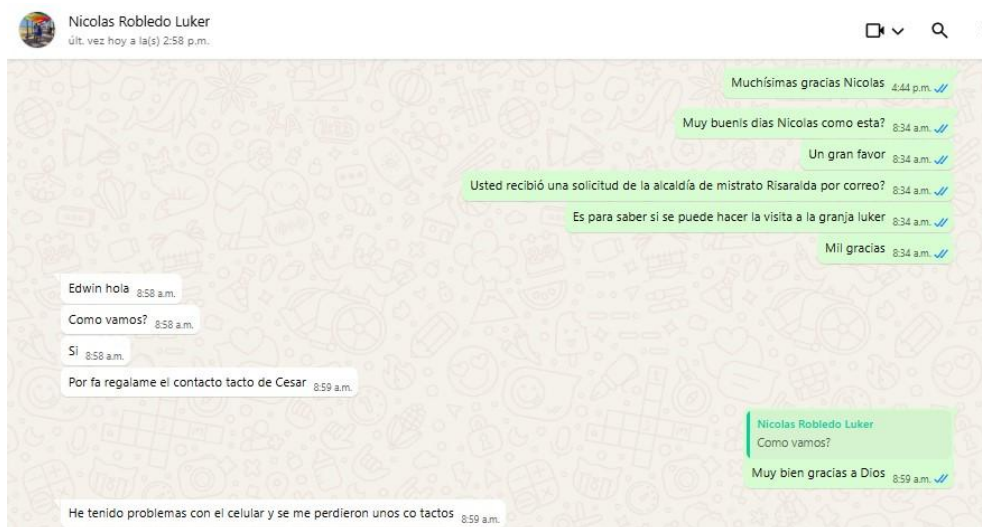 Nicolas Robledo Luker
últ. vez hoy a la(s) 2:58 p.m.
Muchísimas gracias Nicolas 4:44 p.m.
Muy buenls dias Nicolas como esta? 8:34 a.m.
Un gran favor 8:34 a.m.
Usted recibió una solicitud de la alcaldía de mistrato Risaralda por correo? 8:34 a.m.
Es para saber si se puede hacer la visita a la granja luker 8:34 a.m.
Mil gracias 8:34 a.m.
Edwin hola 8:58 a.m.
Como vamos? 8:58 a.m.
Si 8:58 a.m.
Por fa regalame el contacto tacto de Cesar 8:59 a.m.
Nicolas Robledo Luker
Como vamos?
Muy bien gracias a Dios 8:59 a.m.
He tenido problemas con el celular y se me perdieron unos co tactos 8:59 a.m.